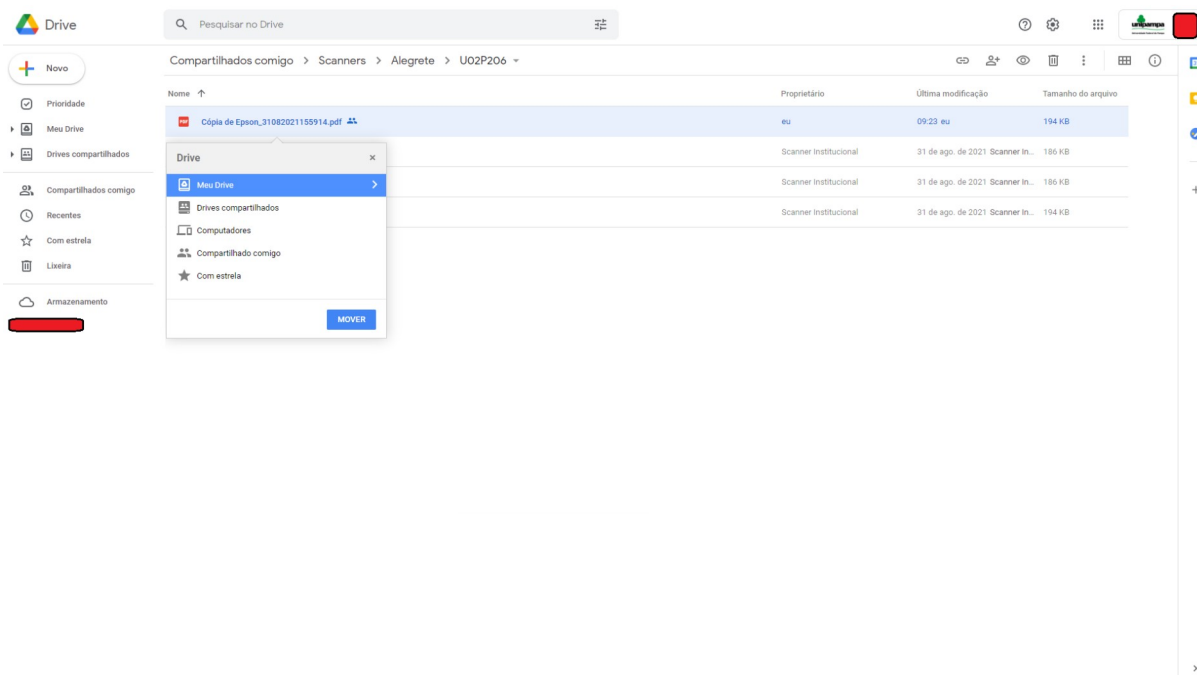 Drive
Pesquisar no Drive
unipampa
Novo
Compartilhados comigo > Scanners > Alegrete > U02P206
Prioridade
Meu Drive
Drives compartilhados
Compartilhados comigo
Recentes
Com estrela
Lixeira
Armazenamento
Nome
Proprietário
Última modificação
Tamanho do arquivo
PDF
Cópia de Epson_31082021155914.pdf
eu
09:23 eu
194 KB
Scanner Institucional
31 de ago. de 2021 Scanner In...
186 KB
Scanner Institucional
31 de ago. de 2021 Scanner In...
186 KB
Scanner Institucional
31 de ago. de 2021 Scanner In...
194 KB
Drive
Meu Drive
Drives compartilhados
Computadores
Compartilhado comigo
Com estrela
MOVER